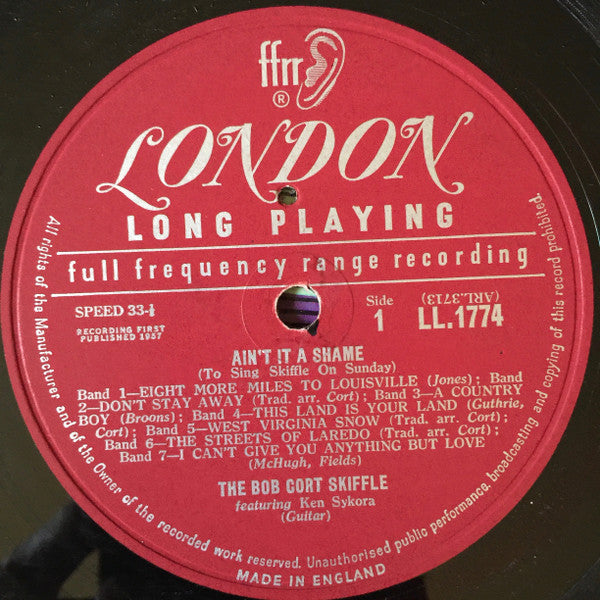 ffrr
®
LONDON
LONG PLAYING
full frequency range recording
SPEED 33-⅓
RECORDING FIRST
PUBLISHED 1957
Side
1
(ARL.3713)
LL.1774
AIN'T IT A SHAME
(To Sing Skiffle On Sunday)
Band 1—EIGHT MORE MILES TO LOUISVILLE (Jones); Band
2—DON'T STAY AWAY (Trad. arr. Cort); Band 3—A COUNTRY
BOY (Broons); Band 4—THIS LAND IS YOUR LAND (Guthrie,
Cort); Band 5—WEST VIRGINIA SNOW (Trad. arr. Cort);
Band 6—THE STREETS OF LAREDO (Trad. arr. Cort);
Band 7—I CAN'T GIVE YOU ANYTHING BUT LOVE
(McHugh, Fields)
THE BOB CORT SKIFFLE
featuring Ken Sykora
(Guitar)
All rights of the Manufacturer and of the Owner of the recorded work reserved. Unauthorised public performance, broadcasting and copying of this record prohibited.
MADE IN ENGLAND